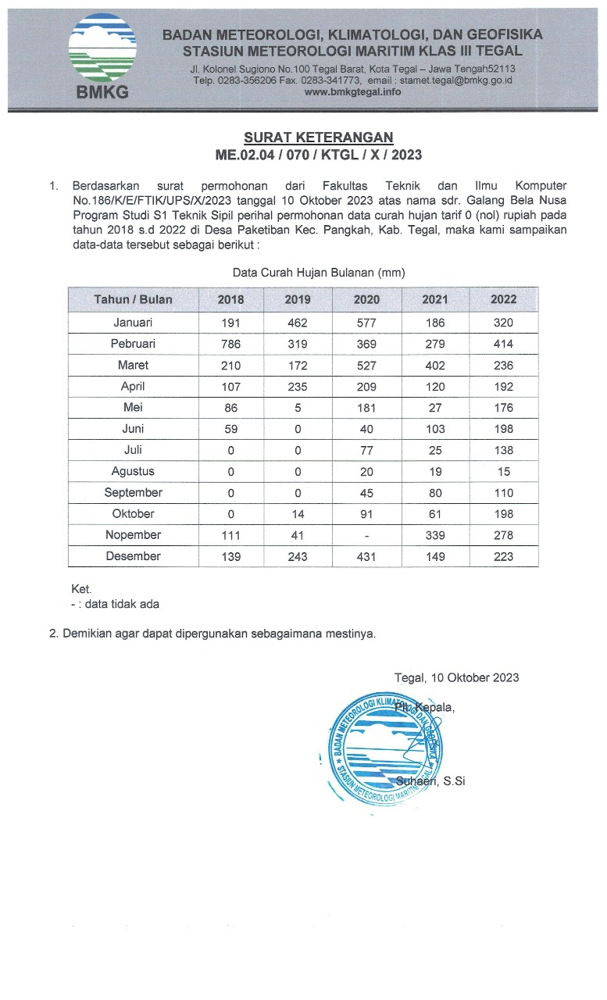 BMKG
BADAN METEOROLOGI, KLIMATOLOGI, DAN GEOFISIKA
STASIUN METEOROLOGI MARITIM KLAS III TEGAL
Jl. Kolonel Sugiono No.100 Tegal Barat, Kota Tegal – Jawa Tengah52113
Telp. 0283-356206 Fax. 0283-341773, email : stamet.tegal@bmkg.go.id
www.bmkgtegal.info
SURAT KETERANGAN
ME.02.04 / 070 / KTGL / X / 2023
1. Berdasarkan surat permohonan dari Fakultas Teknik dan Ilmu Komputer
No.186/K/E/FTIK/UPS/X/2023 tanggal 10 Oktober 2023 atas nama sdr. Galang Bela Nusa
Program Studi S1 Teknik Sipil perihal permohonan data curah hujan tarif 0 (nol) rupiah pada
tahun 2018 s.d 2022 di Desa Paketiban Kec. Pangkah, Kab. Tegal, maka kami sampaikan
data-data tersebut sebagai berikut :
Data Curah Hujan Bulanan (mm)
Tahun / Bulan 2018 2019 2020 2021 2022
Januari 191 462 577 186 320
Pebruari 786 319 369 279 414
Maret 210 172 527 402 236
April 107 235 209 120 192
Mei 86 5 181 27 176
Juni 59 0 40 103 198
Juli 0 0 77 25 138
Agustus 0 0 20 19 15
September 0 0 45 80 110
Oktober 0 14 91 61 198
Nopember 111 41 - 339 278
Desember 139 243 431 149 223
Ket.
- : data tidak ada
2. Demikian agar dapat dipergunakan sebagaimana mestinya.
Tegal, 10 Oktober 2023
Plt. Kepala,
BADAN METEOROLOGI KLIMATOLOGI DAN GEOFISIKA
STASIUN METEOROLOGI MARITIM TEGAL
Suhaeri, S.Si